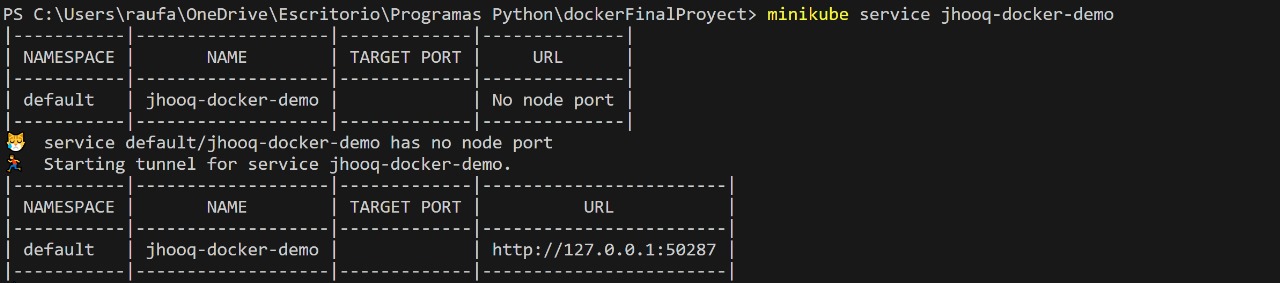 PS C:\Users\raufa\OneDrive\Escritorio\Programas Python\dockerFinalProyect> minikube service jhooq-docker-demo
|-----------|-------------------|-------------|--------------|
| NAMESPACE |       NAME        | TARGET PORT |     URL      |
|-----------|-------------------|-------------|--------------|
| default   | jhooq-docker-demo |             | No node port |
|-----------|-------------------|-------------|--------------|
😿  service default/jhooq-docker-demo has no node port
🏃  Starting tunnel for service jhooq-docker-demo.
|-----------|-------------------|-------------|------------------------|
| NAMESPACE |       NAME        | TARGET PORT |          URL           |
|-----------|-------------------|-------------|------------------------|
| default   | jhooq-docker-demo |             | http://127.0.0.1:50287 |
|-----------|-------------------|-------------|------------------------|